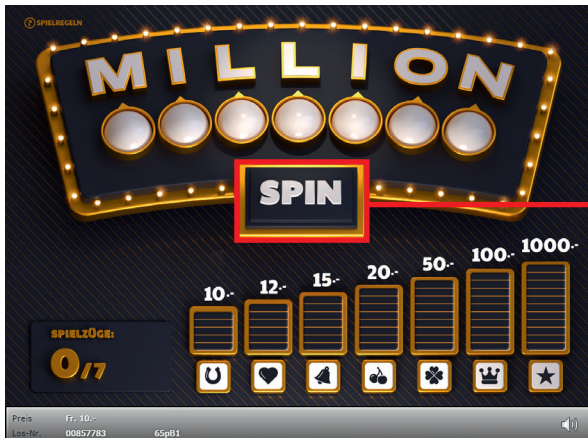 ? SPIELREGELN
MILLION
SPIN
10.- 12.- 15.- 20.- 50.- 100.- 1000.-
SPIELZÜGE:
0/7
Preis Fr. 10.-
Los-Nr. 00857783 65pB1